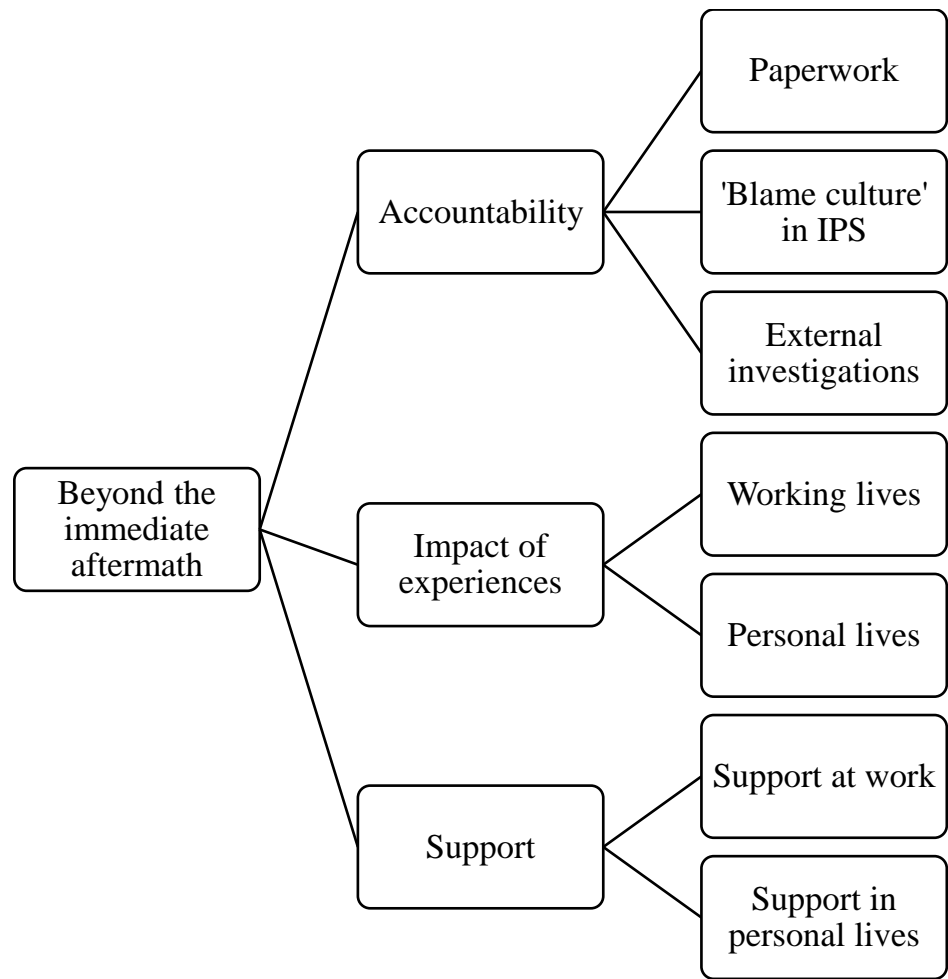 Beyond the
immediate
aftermath
Accountability
Paperwork
'Blame culture'
in IPS
External
investigations
Impact of
experiences
Working lives
Personal lives
Support
Support at work
Support in
personal lives